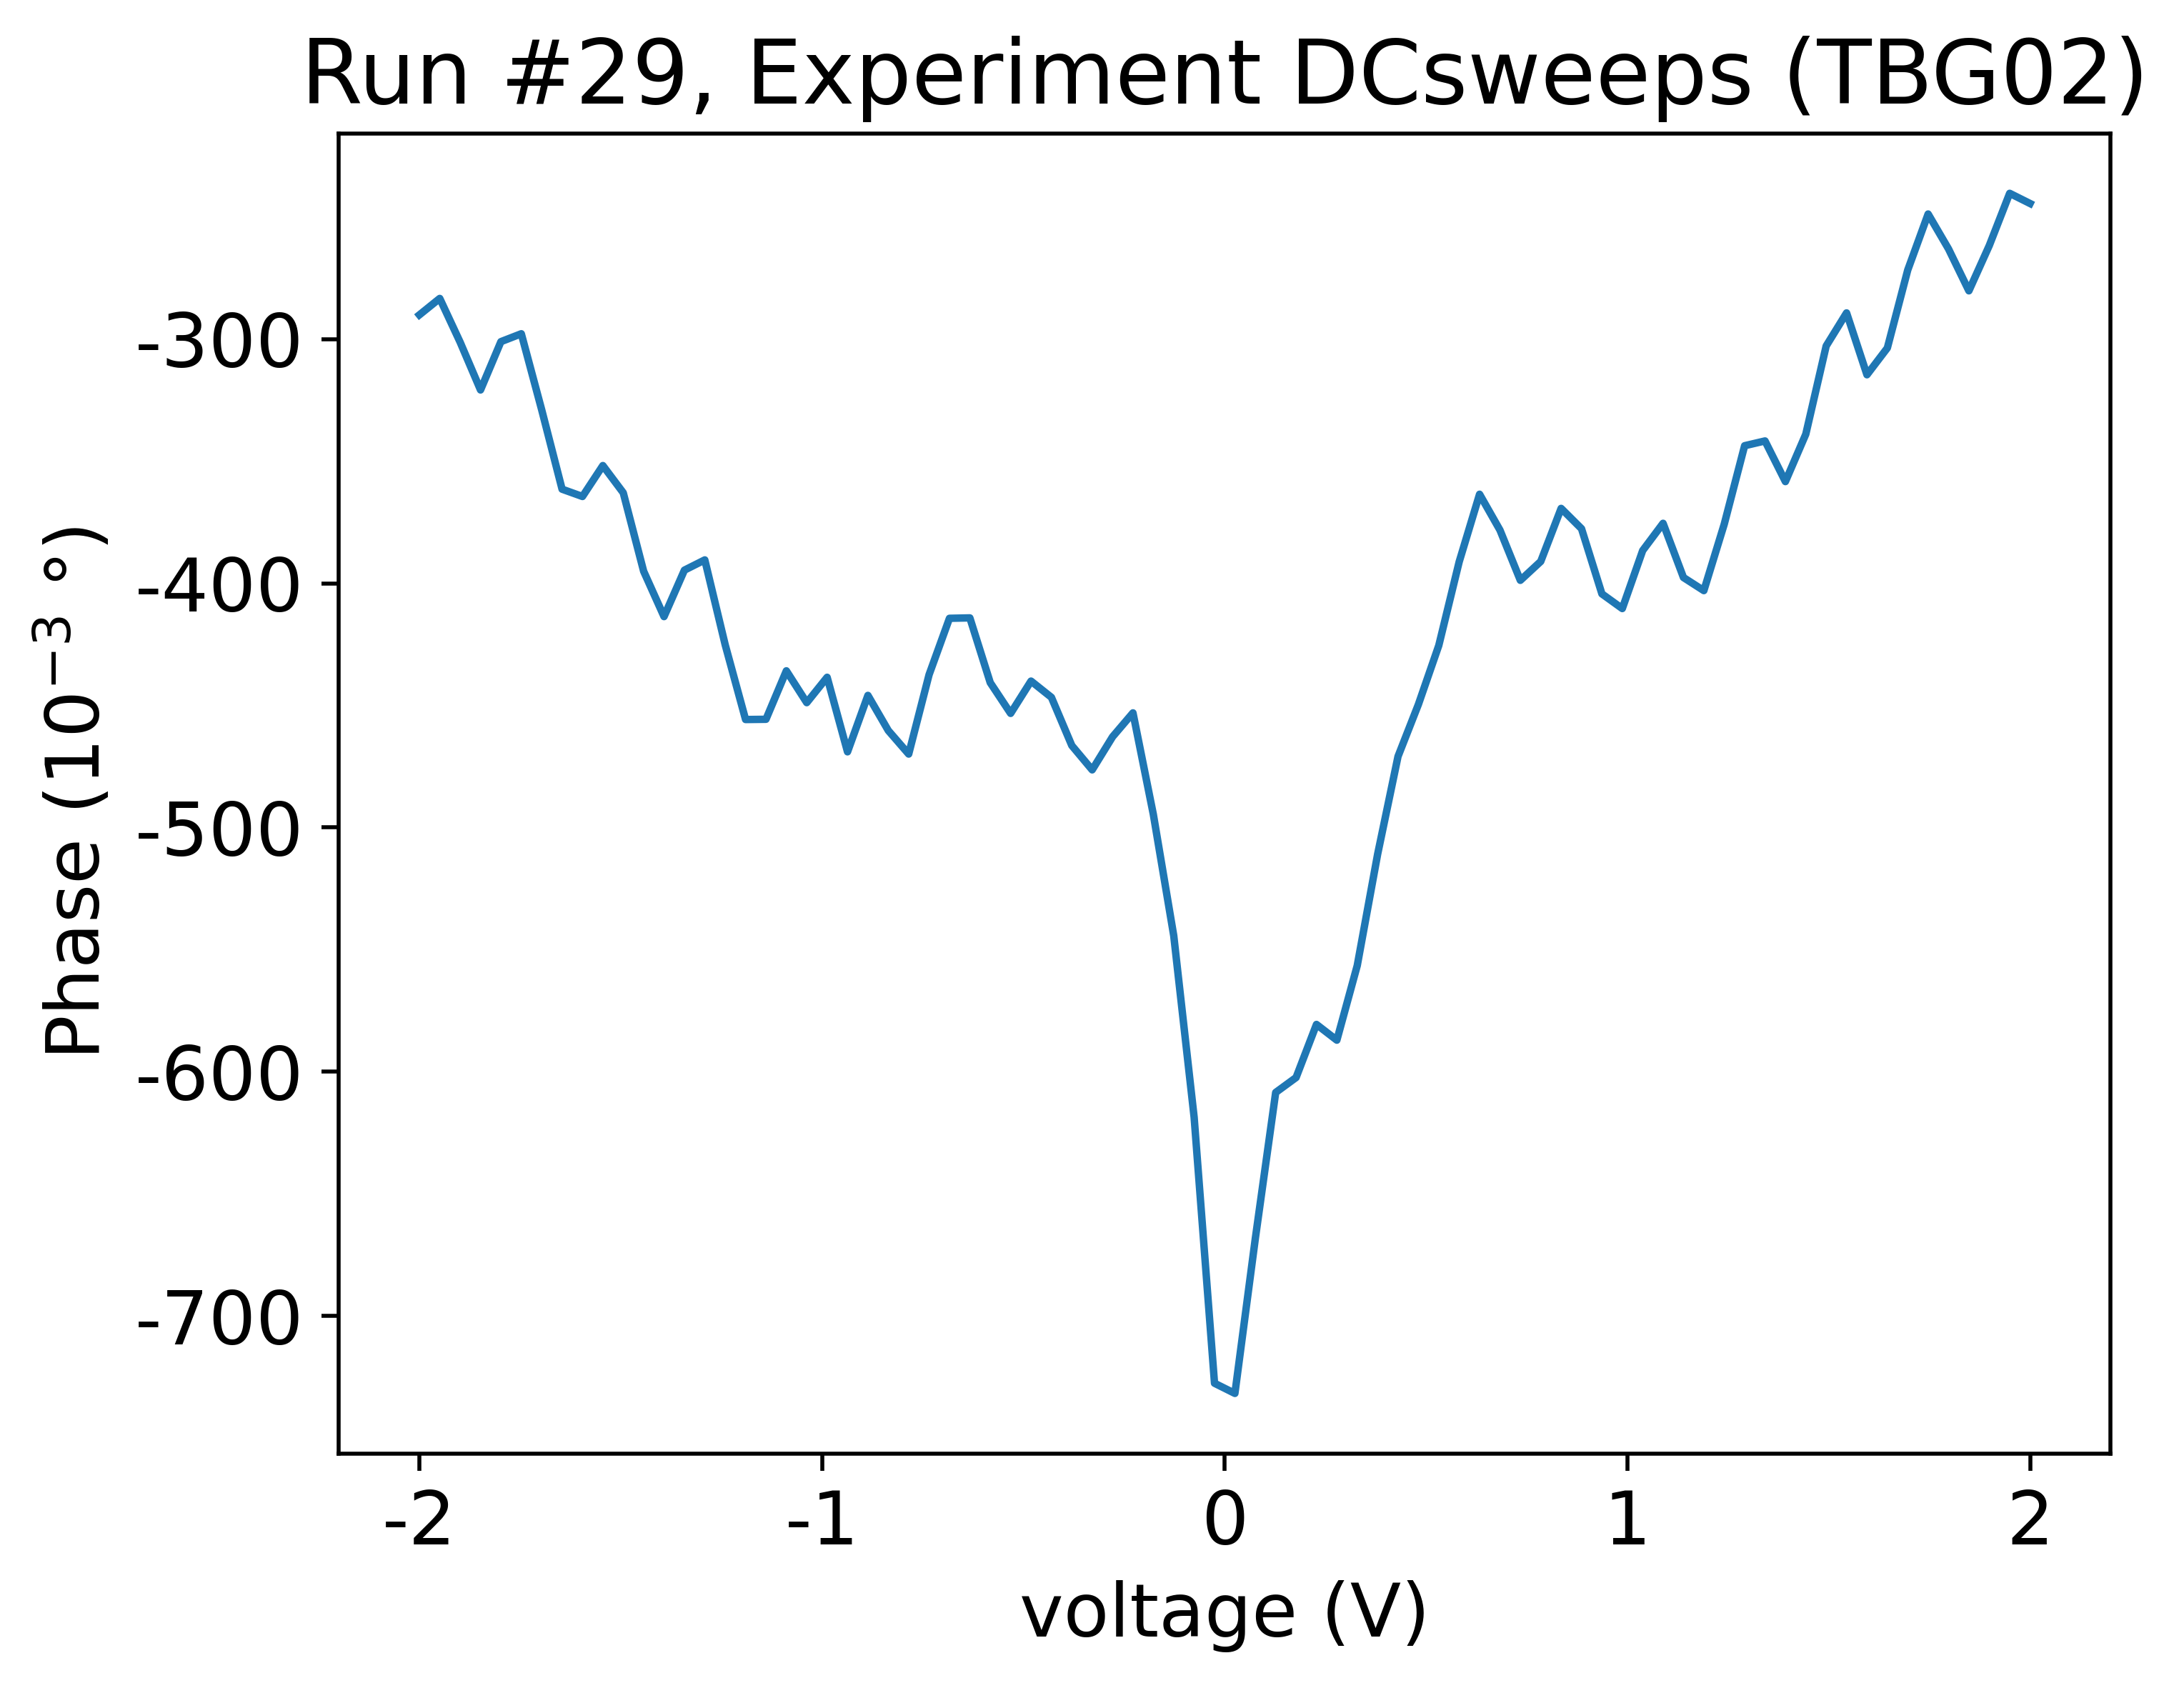 Run #29, Experiment DCsweeps (TBG02)
Phase (10⁻³ °)
-300
-400
-500
-600
-700
-2 -1 0 1 2
voltage (V)